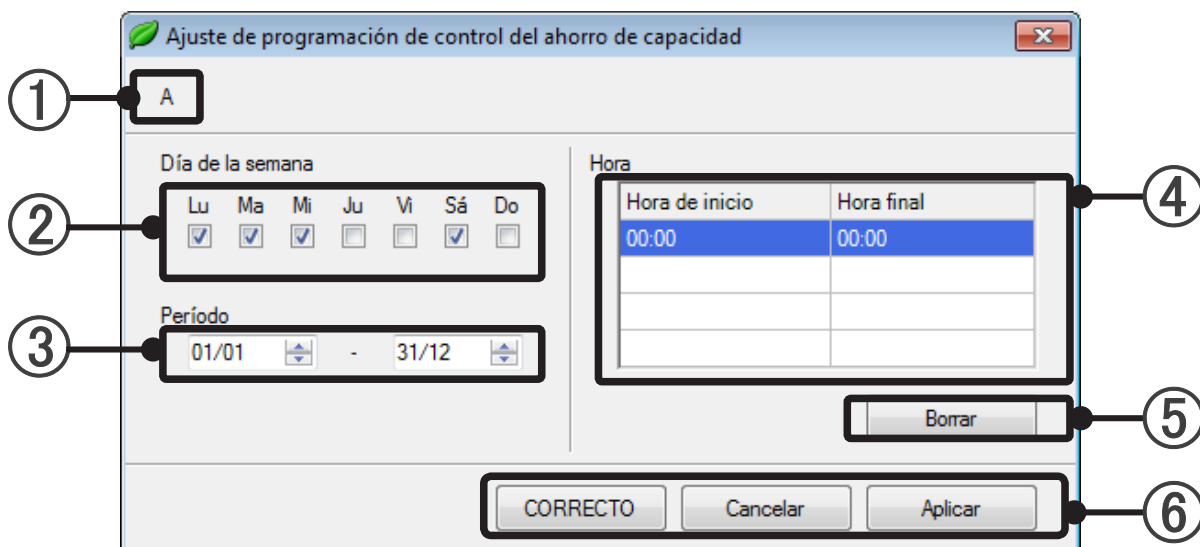 Ajuste de programación de control del ahorro de capacidad
1
A
Día de la semana
2
Lu Ma Mi Ju Vi Sá Do
Período
3
01/01 - 31/12
Hora
4
Hora de inicio Hora final
00:00 00:00
Borrar
5
CORRECTO Cancelar Aplicar
6